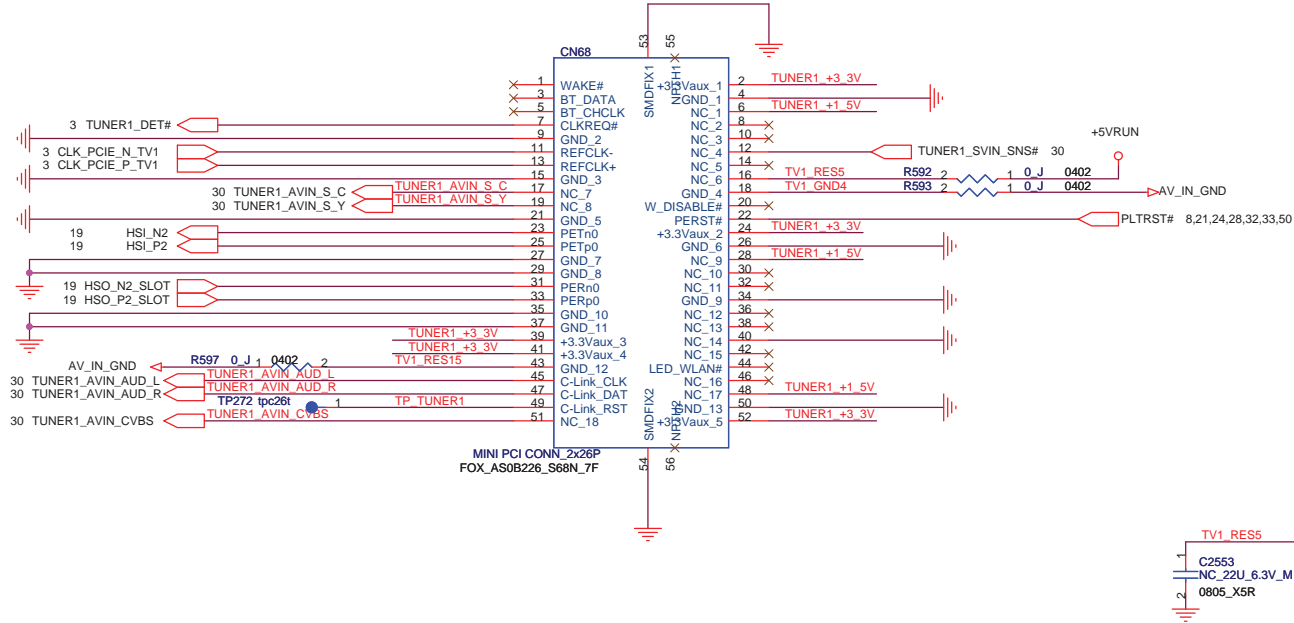 CN68
53
55
SMDFIX1
NPTH1
1 WAKE# +3.3Vaux_1 2 TUNER1_+3_3V
3 BT_DATA GND_1 4
5 BT_CHCLK NC_1 6 TUNER1_+1_5V
3 TUNER1_DET# 7 CLKREQ# NC_2 8
9 GND_2 NC_3 10
3 CLK_PCIE_N_TV1 11 REFCLK- NC_4 12 TUNER1_SVIN_SNS# 30
+5VRUN
3 CLK_PCIE_P_TV1 13 REFCLK+ NC_5 14
15 GND_3 NC_6 16 TV1_RES5 R592 2 1 0_J 0402
30 TUNER1_AVIN_S_C TUNER1_AVIN_S_C 17 NC_7 GND_4 18 TV1_GND4 R593 2 1 0_J 0402 AV_IN_GND
30 TUNER1_AVIN_S_Y TUNER1_AVIN_S_Y 19 NC_8 W_DISABLE# 20
21 GND_5 PERST# 22 PLTRST# 8,21,24,28,32,33,50
19 HSI_N2 23 PETn0 +3.3Vaux_2 24 TUNER1_+3_3V
19 HSI_P2 25 PETp0 GND_6 26
27 GND_7 NC_9 28 TUNER1_+1_5V
29 GND_8 NC_10 30
19 HSO_N2_SLOT 31 PERn0 NC_11 32
19 HSO_P2_SLOT 33 PERp0 GND_9 34
35 GND_10 NC_12 36
37 GND_11 NC_13 38
TUNER1_+3_3V 39 +3.3Vaux_3 NC_14 40
TUNER1_+3_3V 41 +3.3Vaux_4 NC_15 42
AV_IN_GND R597 0_J 1 0402 2 TV1_RES15 43 GND_12 LED_WLAN# 44
30 TUNER1_AVIN_AUD_L TUNER1_AVIN_AUD_L 45 C-Link_CLK NC_16 46
30 TUNER1_AVIN_AUD_R TUNER1_AVIN_AUD_R 47 C-Link_DAT NC_17 48 TUNER1_+1_5V
TP272 tpc26t 1 TP_TUNER1 49 C-Link_RST GND_13 50
30 TUNER1_AVIN_CVBS TUNER1_AVIN_CVBS 51 NC_18 +3.3Vaux_5 52 TUNER1_+3_3V
SMDFIX2
NPTH2
54
56
MINI PCI CONN_2x26P
FOX_AS0B226_S68N_7F
TV1_RES5
1
C2553
NC_22U_6.3V_M
2
0805_X5R